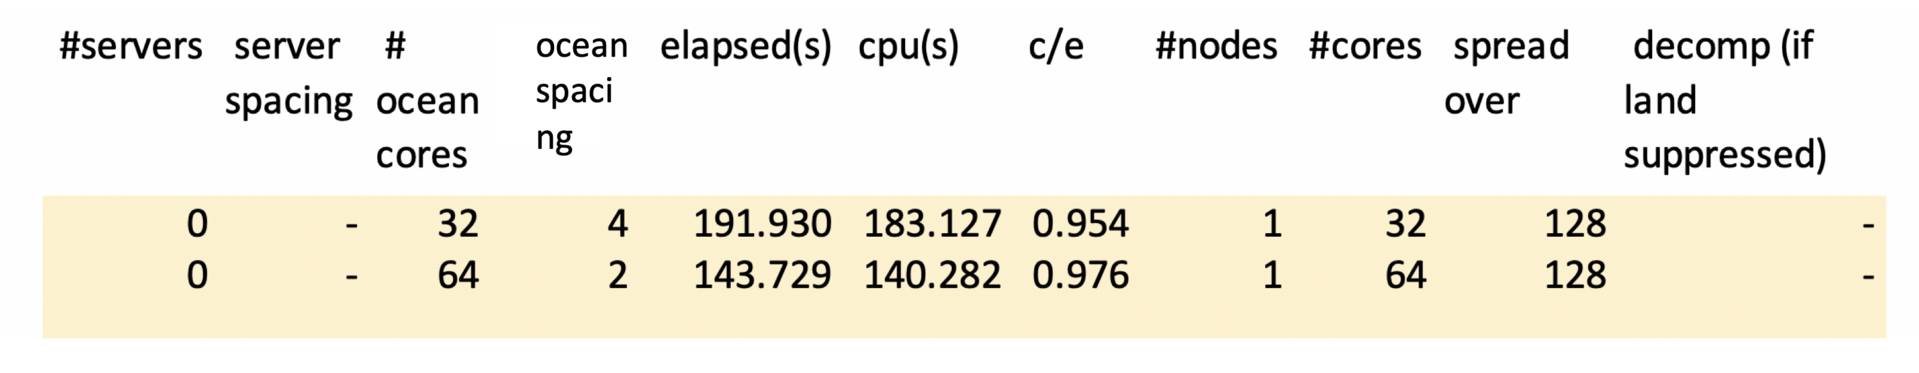 #servers server # ocean elapsed(s) cpu(s) c/e #nodes #cores spread decomp (if
spacing ocean spaci over land
cores ng suppressed)
0 - 32 4 191.930 183.127 0.954 1 32 128 -
0 - 64 2 143.729 140.282 0.976 1 64 128 -